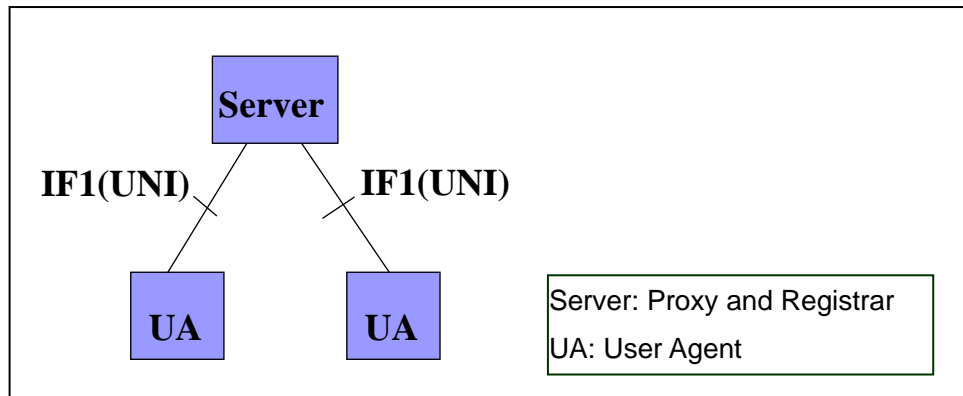 Server
IF1(UNI)
IF1(UNI)
UA
UA
Server: Proxy and Registrar
UA: User Agent